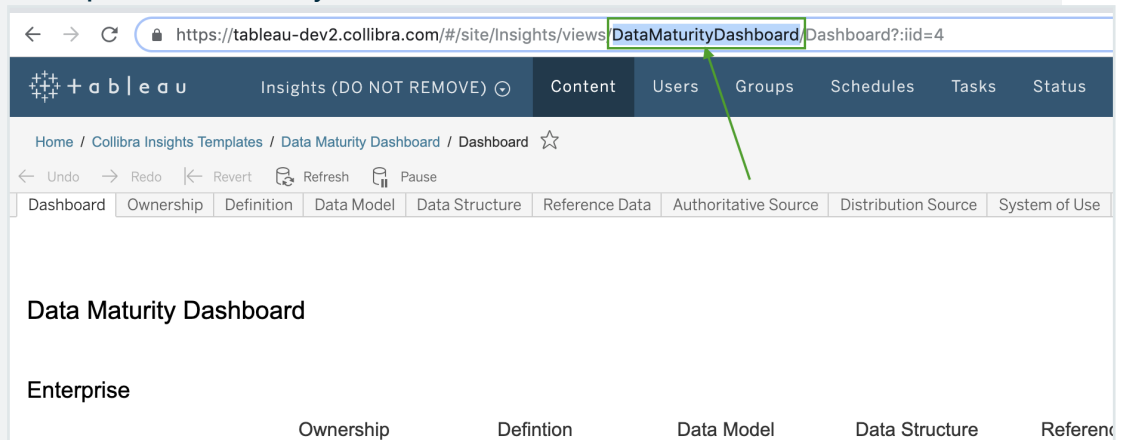 https://tableau-dev2.collibra.com/#/site/Insights/views/DataMaturityDashboard/Dashboard?:iid=4
+ a b l e a u Insights (DO NOT REMOVE) Content Users Groups Schedules Tasks Status
Home / Collibra Insights Templates / Data Maturity Dashboard / Dashboard
Undo Redo Revert Refresh Pause
Dashboard Ownership Definition Data Model Data Structure Reference Data Authoritative Source Distribution Source System of Use
Data Maturity Dashboard
Enterprise
Ownership Defintion Data Model Data Structure